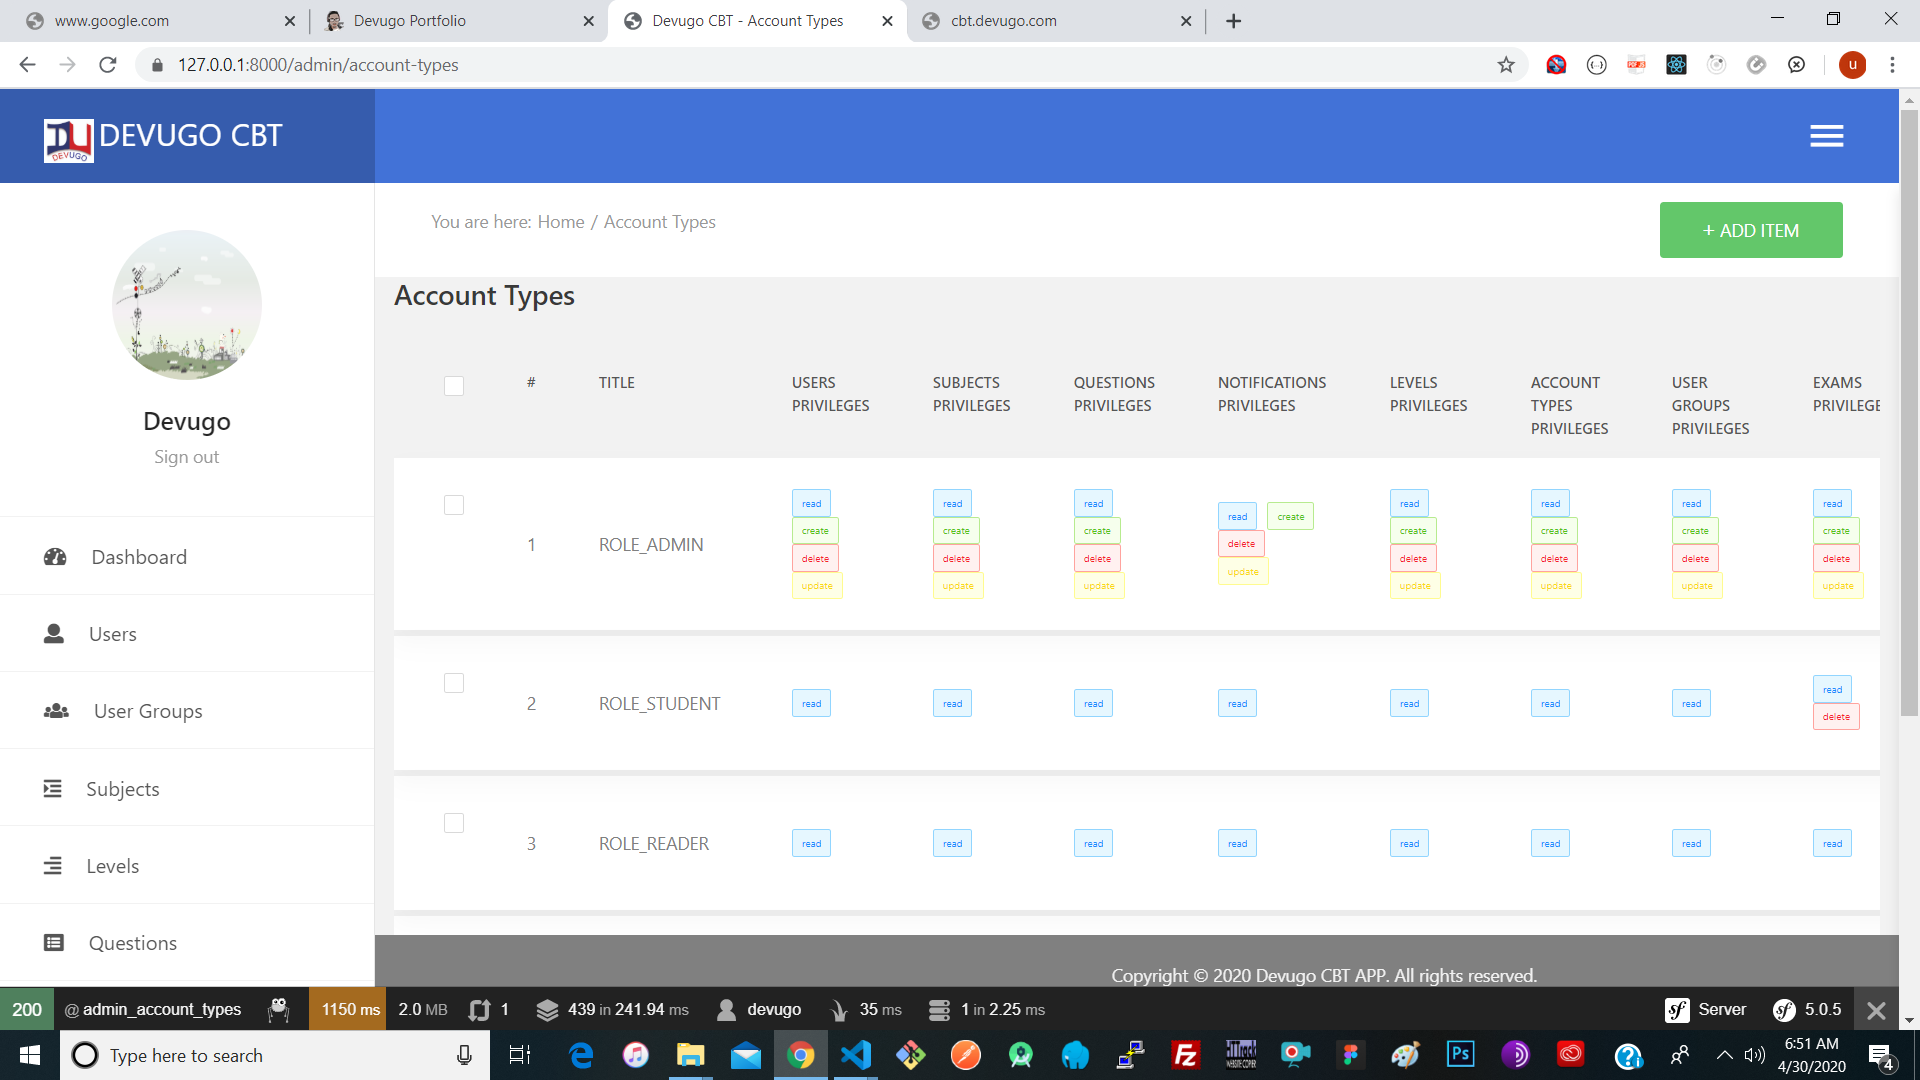 www.google.com
Devugo Portfolio
Devugo CBT - Account Types
cbt.devugo.com
127.0.0.1:8000/admin/account-types
u
DEVUGO
DEVUGO CBT
You are here: Home / Account Types
+ ADD ITEM
Devugo
Sign out
Dashboard
Users
User Groups
Subjects
Levels
Questions
Account Types
# TITLE USERS PRIVILEGES SUBJECTS PRIVILEGES QUESTIONS PRIVILEGES NOTIFICATIONS PRIVILEGES LEVELS PRIVILEGES ACCOUNT TYPES PRIVILEGES USER GROUPS PRIVILEGES EXAMS PRIVILEGE
read read read read create read read read read
create create create create create create create
1 ROLE_ADMIN delete delete delete delete delete delete delete delete
update update update update update update update update
2 ROLE_STUDENT read read read read read read read read
delete
3 ROLE_READER read read read read read read read read
Copyright © 2020 Devugo CBT APP. All rights reserved.
200 @ admin_account_types 1150 ms 2.0 MB 1 439 in 241.94 ms devugo 35 ms 1 in 2.25 ms Server 5.0.5
Type here to search
Ps
6:51 AM
4/30/2020
4